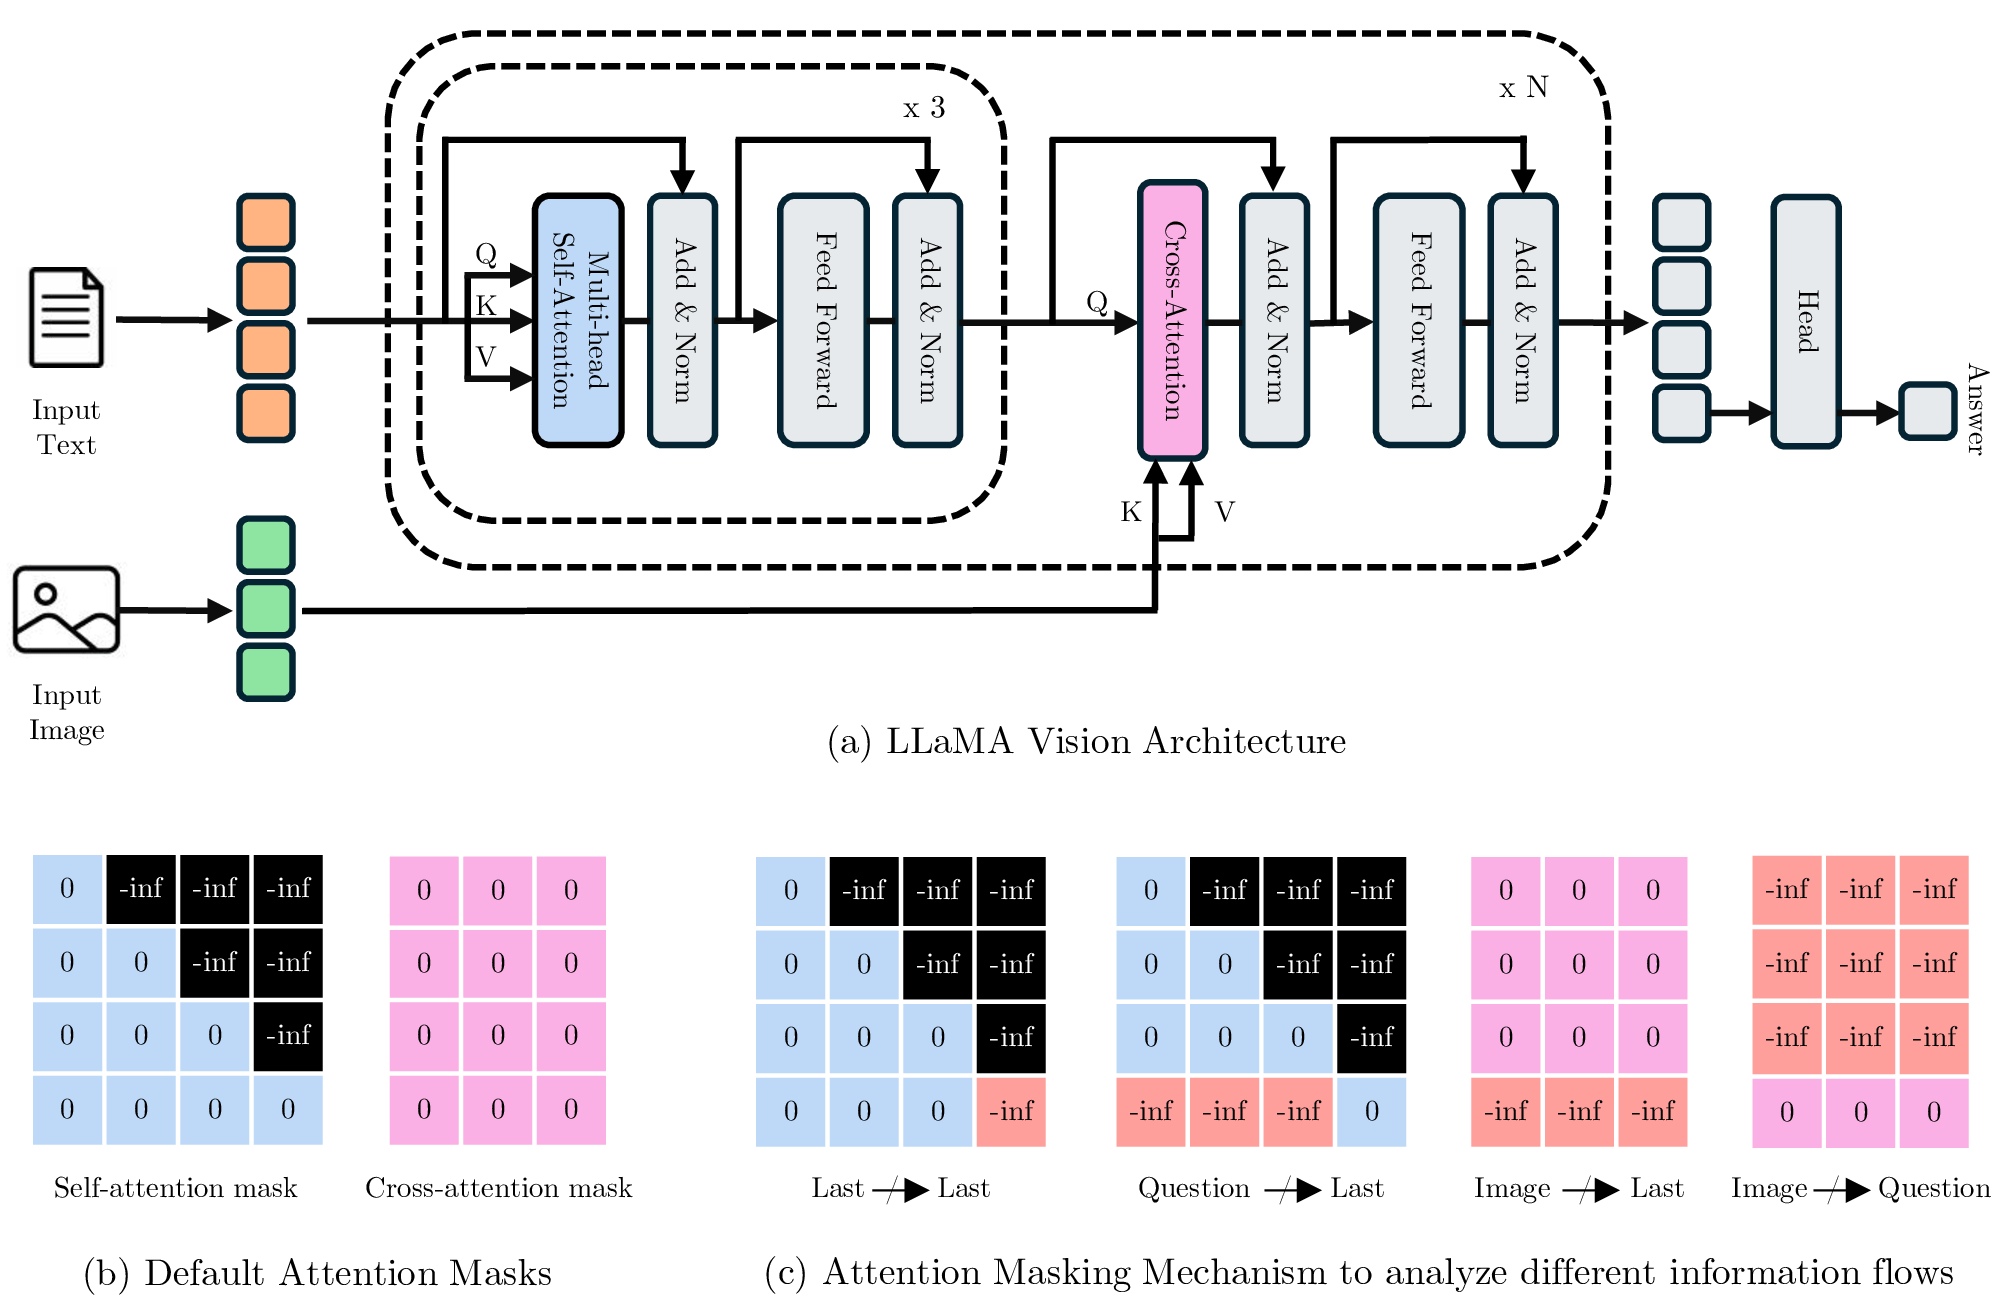 x N
x 3
Q
K
V
Multi-head
Self-Attention
Add & Norm
Feed Forward
Add & Norm
Q
Cross-Attention
K
V
Add & Norm
Feed Forward
Add & Norm
Head
Answer
Input
Text
Input
Image
(a) LLaMA Vision Architecture
0 -inf -inf -inf
0 0 -inf -inf
0 0 0 -inf
0 0 0 0
Self-attention mask
0 0 0
0 0 0
0 0 0
0 0 0
Cross-attention mask
(b) Default Attention Masks
0 -inf -inf -inf
0 0 -inf -inf
0 0 0 -inf
0 0 0 -inf
Last Last
0 -inf -inf -inf
0 0 -inf -inf
0 0 0 -inf
-inf -inf -inf 0
Question Last
0 0 0
0 0 0
0 0 0
-inf -inf -inf
Image Last
-inf -inf -inf
-inf -inf -inf
-inf -inf -inf
0 0 0
Image Question
(c) Attention Masking Mechanism to analyze different information flows